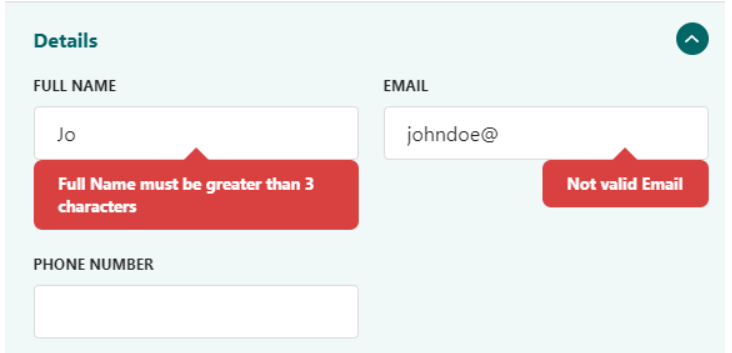 Details
FULL NAME
EMAIL
Jo
johndoe@
Full Name must be greater than 3
characters
Not valid Email
PHONE NUMBER